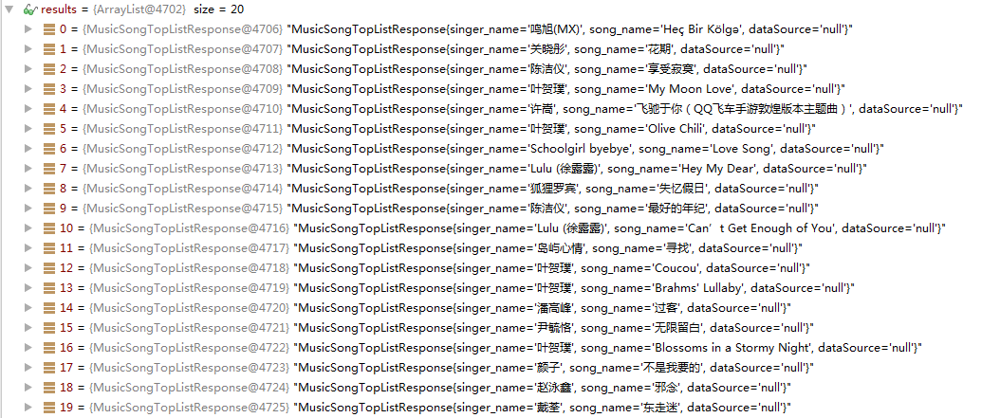 results = {ArrayList@4702} size = 20
0 = {MusicSongTopListResponse@4706} "MusicSongTopListResponse{singer_name='鸣旭(MX)', song_name='Heç Bir Kölge', dataSource='null'}"
1 = {MusicSongTopListResponse@4707} "MusicSongTopListResponse{singer_name='关晓彤', song_name='花期', dataSource='null'}"
2 = {MusicSongTopListResponse@4708} "MusicSongTopListResponse{singer_name='陈洁仪', song_name='享受寂寞', dataSource='null'}"
3 = {MusicSongTopListResponse@4709} "MusicSongTopListResponse{singer_name='叶贺璞', song_name='My Moon Love', dataSource='null'}"
4 = {MusicSongTopListResponse@4710} "MusicSongTopListResponse{singer_name='许嵩', song_name='飞驰于你（QQ飞车手游敦煌版本主题曲）', dataSource='null'}"
5 = {MusicSongTopListResponse@4711} "MusicSongTopListResponse{singer_name='叶贺璞', song_name='Olive Chili', dataSource='null'}"
6 = {MusicSongTopListResponse@4712} "MusicSongTopListResponse{singer_name='Schoolgirl byebye', song_name='Love Song', dataSource='null'}"
7 = {MusicSongTopListResponse@4713} "MusicSongTopListResponse{singer_name='Lulu (徐露露)', song_name='Hey My Dear', dataSource='null'}"
8 = {MusicSongTopListResponse@4714} "MusicSongTopListResponse{singer_name='狐狸罗宾', song_name='失忆假日', dataSource='null'}"
9 = {MusicSongTopListResponse@4715} "MusicSongTopListResponse{singer_name='陈洁仪', song_name='最好的年纪', dataSource='null'}"
10 = {MusicSongTopListResponse@4716} "MusicSongTopListResponse{singer_name='Lulu (徐露露)', song_name='Can’t Get Enough of You', dataSource='null'}"
11 = {MusicSongTopListResponse@4717} "MusicSongTopListResponse{singer_name='岛屿心情', song_name='寻找', dataSource='null'}"
12 = {MusicSongTopListResponse@4718} "MusicSongTopListResponse{singer_name='叶贺璞', song_name='Coucou', dataSource='null'}"
13 = {MusicSongTopListResponse@4719} "MusicSongTopListResponse{singer_name='叶贺璞', song_name='Brahms' Lullaby', dataSource='null'}"
14 = {MusicSongTopListResponse@4720} "MusicSongTopListResponse{singer_name='潘高峰', song_name='过客', dataSource='null'}"
15 = {MusicSongTopListResponse@4721} "MusicSongTopListResponse{singer_name='尹毓恪', song_name='无限留白', dataSource='null'}"
16 = {MusicSongTopListResponse@4722} "MusicSongTopListResponse{singer_name='叶贺璞', song_name='Blossoms in a Stormy Night', dataSource='null'}"
17 = {MusicSongTopListResponse@4723} "MusicSongTopListResponse{singer_name='颜子', song_name='不是我要的', dataSource='null'}"
18 = {MusicSongTopListResponse@4724} "MusicSongTopListResponse{singer_name='赵泳鑫', song_name='邪念', dataSource='null'}"
19 = {MusicSongTopListResponse@4725} "MusicSongTopListResponse{singer_name='戴荃', song_name='东走迷', dataSource='null'}"